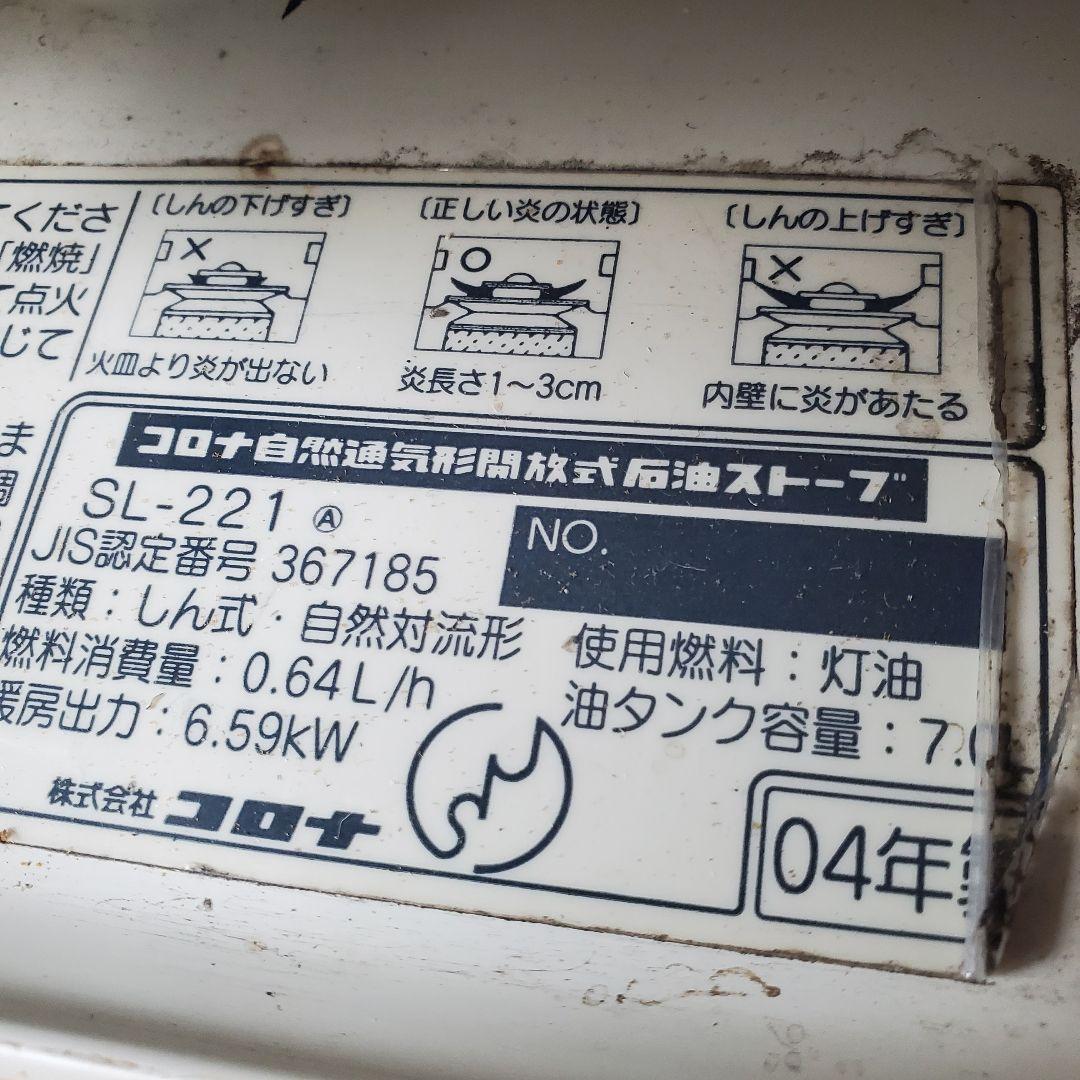 てくださ
「燃焼」
て点火
じて
〔しんの下げすぎ〕
火皿より炎が出ない
〔正しい炎の状態〕
炎長さ1〜3cm
〔しんの上げすぎ〕
内壁に炎があたる
ま
調
コロナ自然通気形開放式石油ストーブ
SL-221 Ⓐ
NO.
JIS認定番号 367185
種類：しん式・自然対流形
使用燃料：灯油
燃料消費量：0.64L/h
油タンク容量：7.0
暖房出力：6.59kW
株式会社 コロナ
04年製